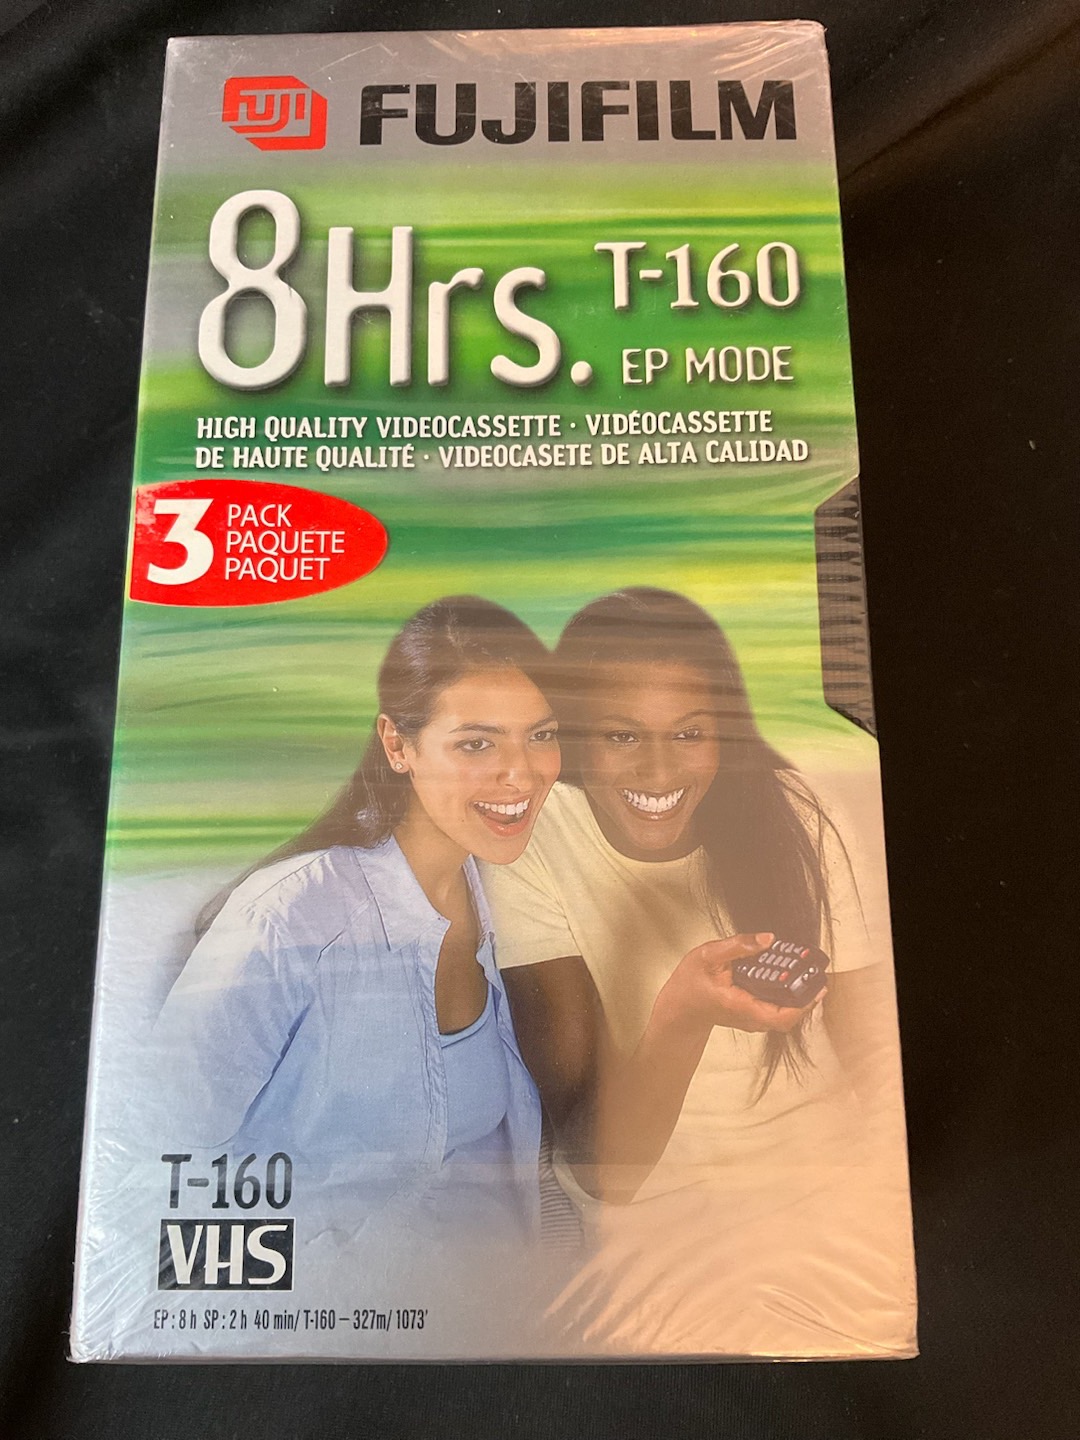 FUJI FUJIFILM
8Hrs. T-160
EP MODE
HIGH QUALITY VIDEOCASSETTE · VIDÉOCASSETTE
DE HAUTE QUALITÉ · VIDEOCASETE DE ALTA CALIDAD
3 PACK
PAQUETE
PAQUET
T-160
VHS
EP : 8 h SP : 2 h 40 min/ T-160 – 327m/ 1073'